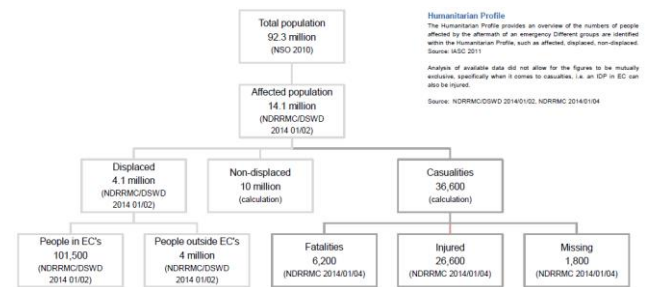 Total population
92.3 million
(NSO 2010)
Humanitarian Profile
The Humanitarian Profile provides an overview of the numbers of people
affected by the aftermath of an emergency Different groups are identified
within the Humanitarian Profile, such as affected, displaced, non-displaced.
Source: IASC 2011
Analysis of available data did not allow for the figures to be mutually
exclusive, specifically when it comes to casualties, i.e. an IDP in EC can
also be injured.
Source: NDRRMC/DSWD 2014/01/02, NDRRMC 2014/01/04
Affected population
14.1 million
(NDRRMC/DSWD
2014 01/02)
Displaced
4.1 million
(NDRRMC/DSWD
2014 01/02)
Non-displaced
10 million
(calculation)
Casualities
36,600
(calculation)
People in EC's
101,500
(NDRRMC/DSWD
2014 01/02)
People outside EC's
4 million
(NDRRMC/DSWD
2014 01/02)
Fatalities
6,200
(NDRRMC 2014/01/04)
Injured
26,600
(NDRRMC 2014/01/04)
Missing
1,800
(NDRRMC 2014/01/04)